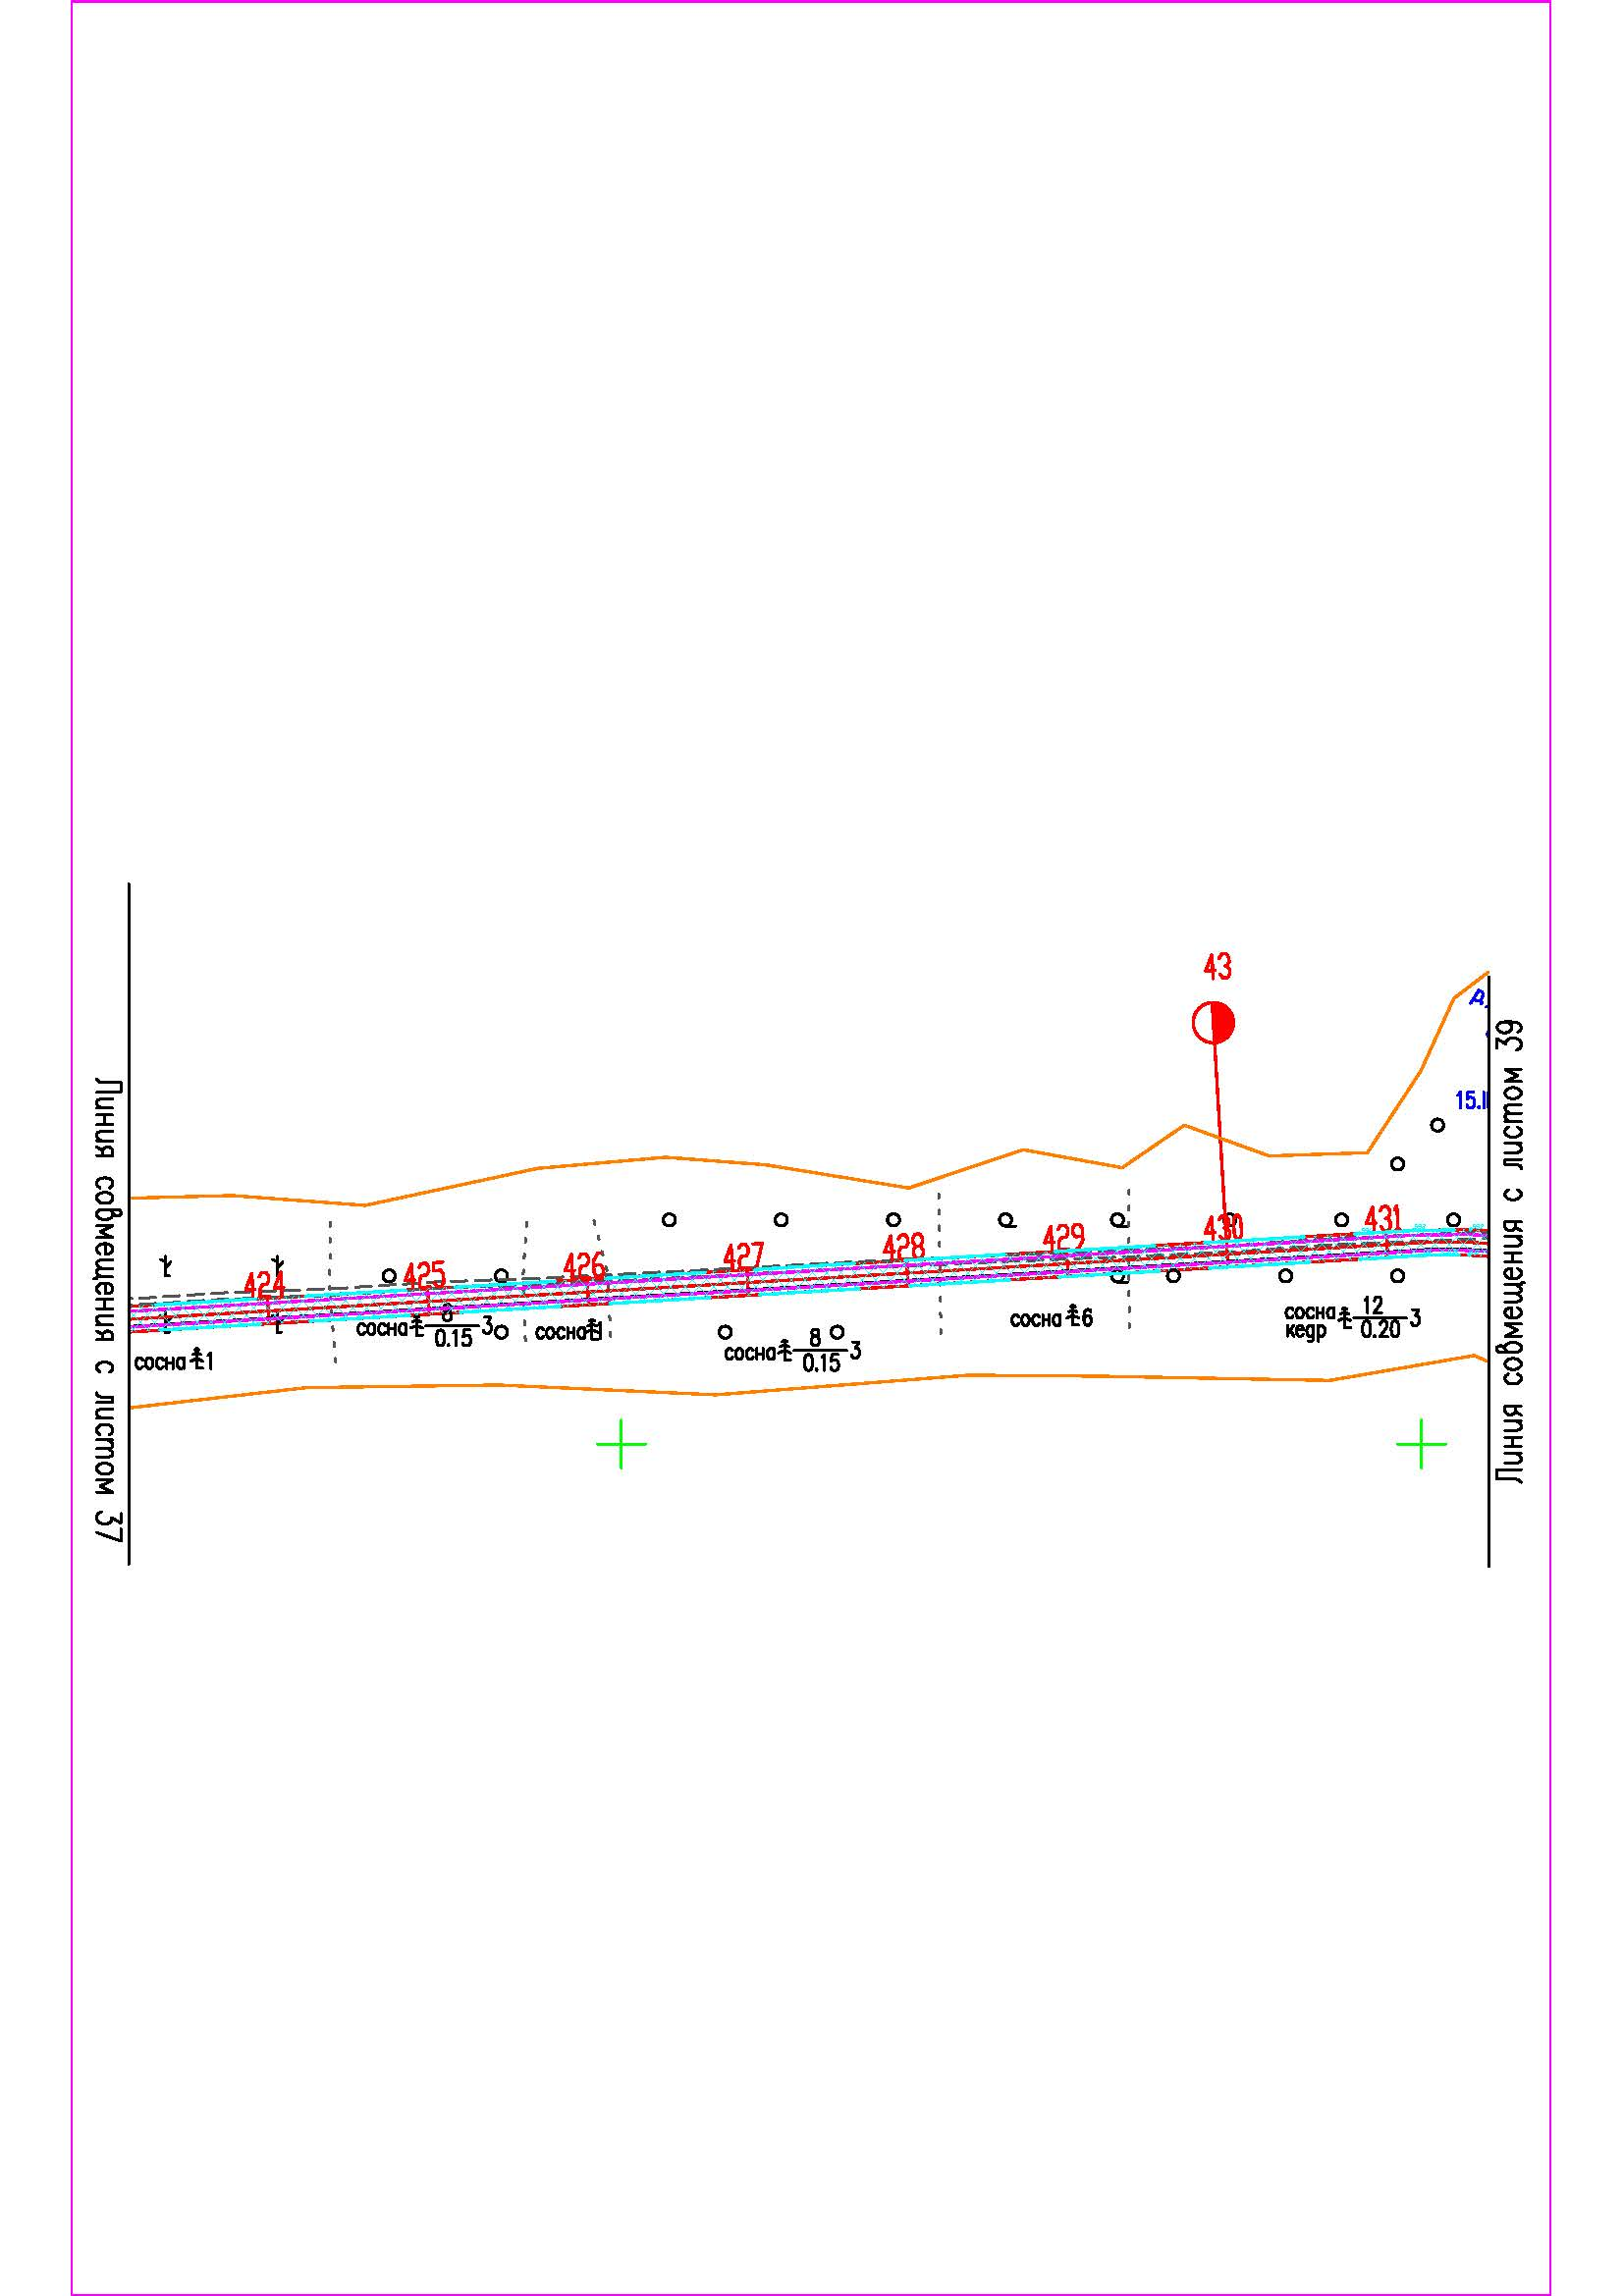 43
Линия совмещения с листом 37
Линия совмещения с листом 39
15.
424
425
426
427
428
429
430
431
сосна 1
сосна 8 3
0.15
сосна 1
сосна 8 3
0.15
сосна 6
сосна 12 3
кедр 0.20